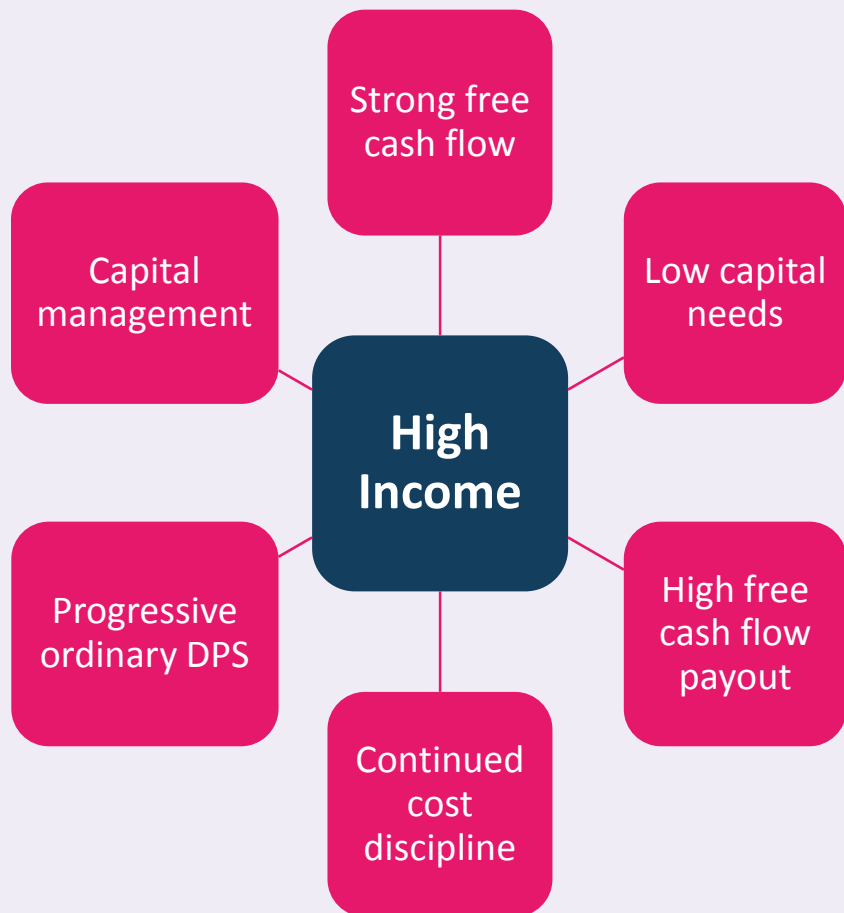 Strong free
cash flow
Capital
management
Low capital
needs
High
Income
Progressive
ordinary DPS
High free
cash flow
payout
Continued
cost
discipline